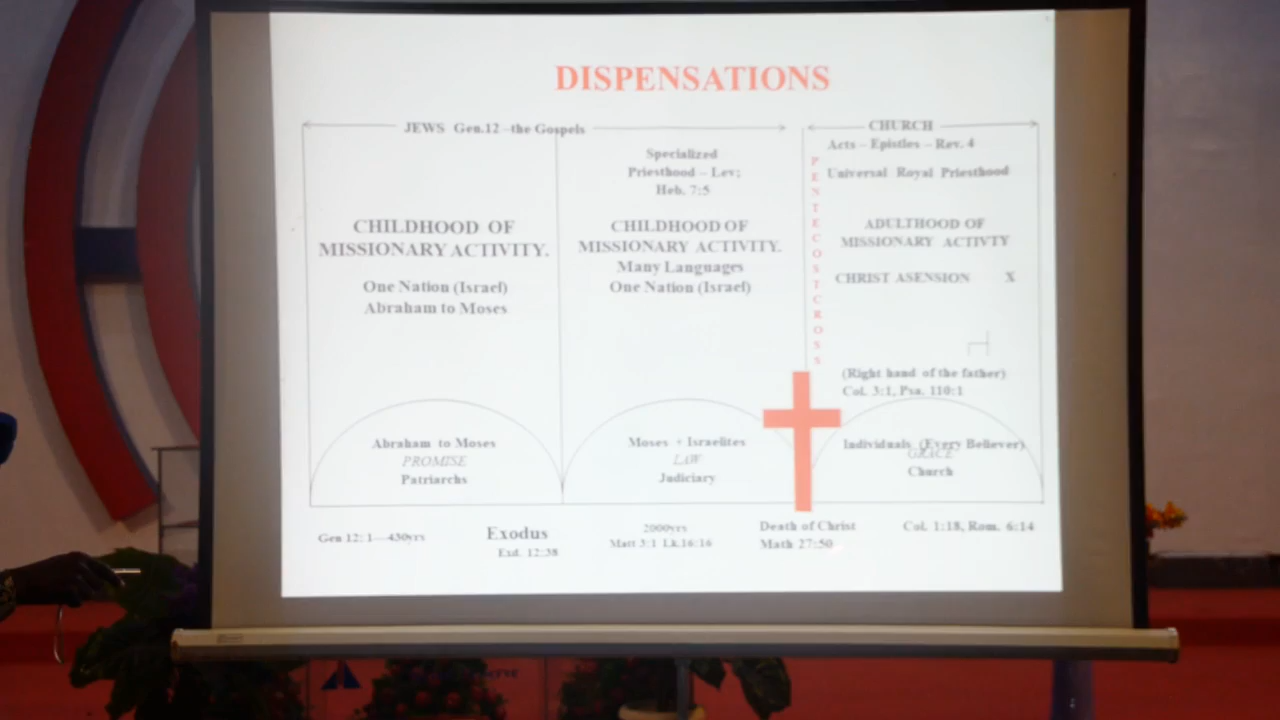 DISPENSATIONS
JEWS Gen.12 –the Gospels
CHILDHOOD OF
MISSIONARY ACTIVITY.
One Nation (Israel)
Abraham to Moses
Abraham to Moses
PROMISE
Patriarchs
Gen 12: 1—430yrs
Exodus
Exd. 12:38
Specialized
Priesthood – Lev;
Heb. 7:5
CHILDHOOD OF
MISSIONARY ACTIVITY.
Many Languages
One Nation (Israel)
Moses + Israelites
LAW
Judiciary
2000yrs
Matt 3:1 Lk.16:16
PENTECOST CROSS
Death of Christ
Math 27:50
CHURCH
Acts – Epistles – Rev. 4
Universal Royal Priesthood
ADULTHOOD OF
MISSIONARY ACTIVTY
CHRIST ASENSION X
(Right hand of the father)
Col. 3:1, Psa. 110:1
Individuals (Every Believer)
GRACE
Church
Col. 1:18, Rom. 6:14